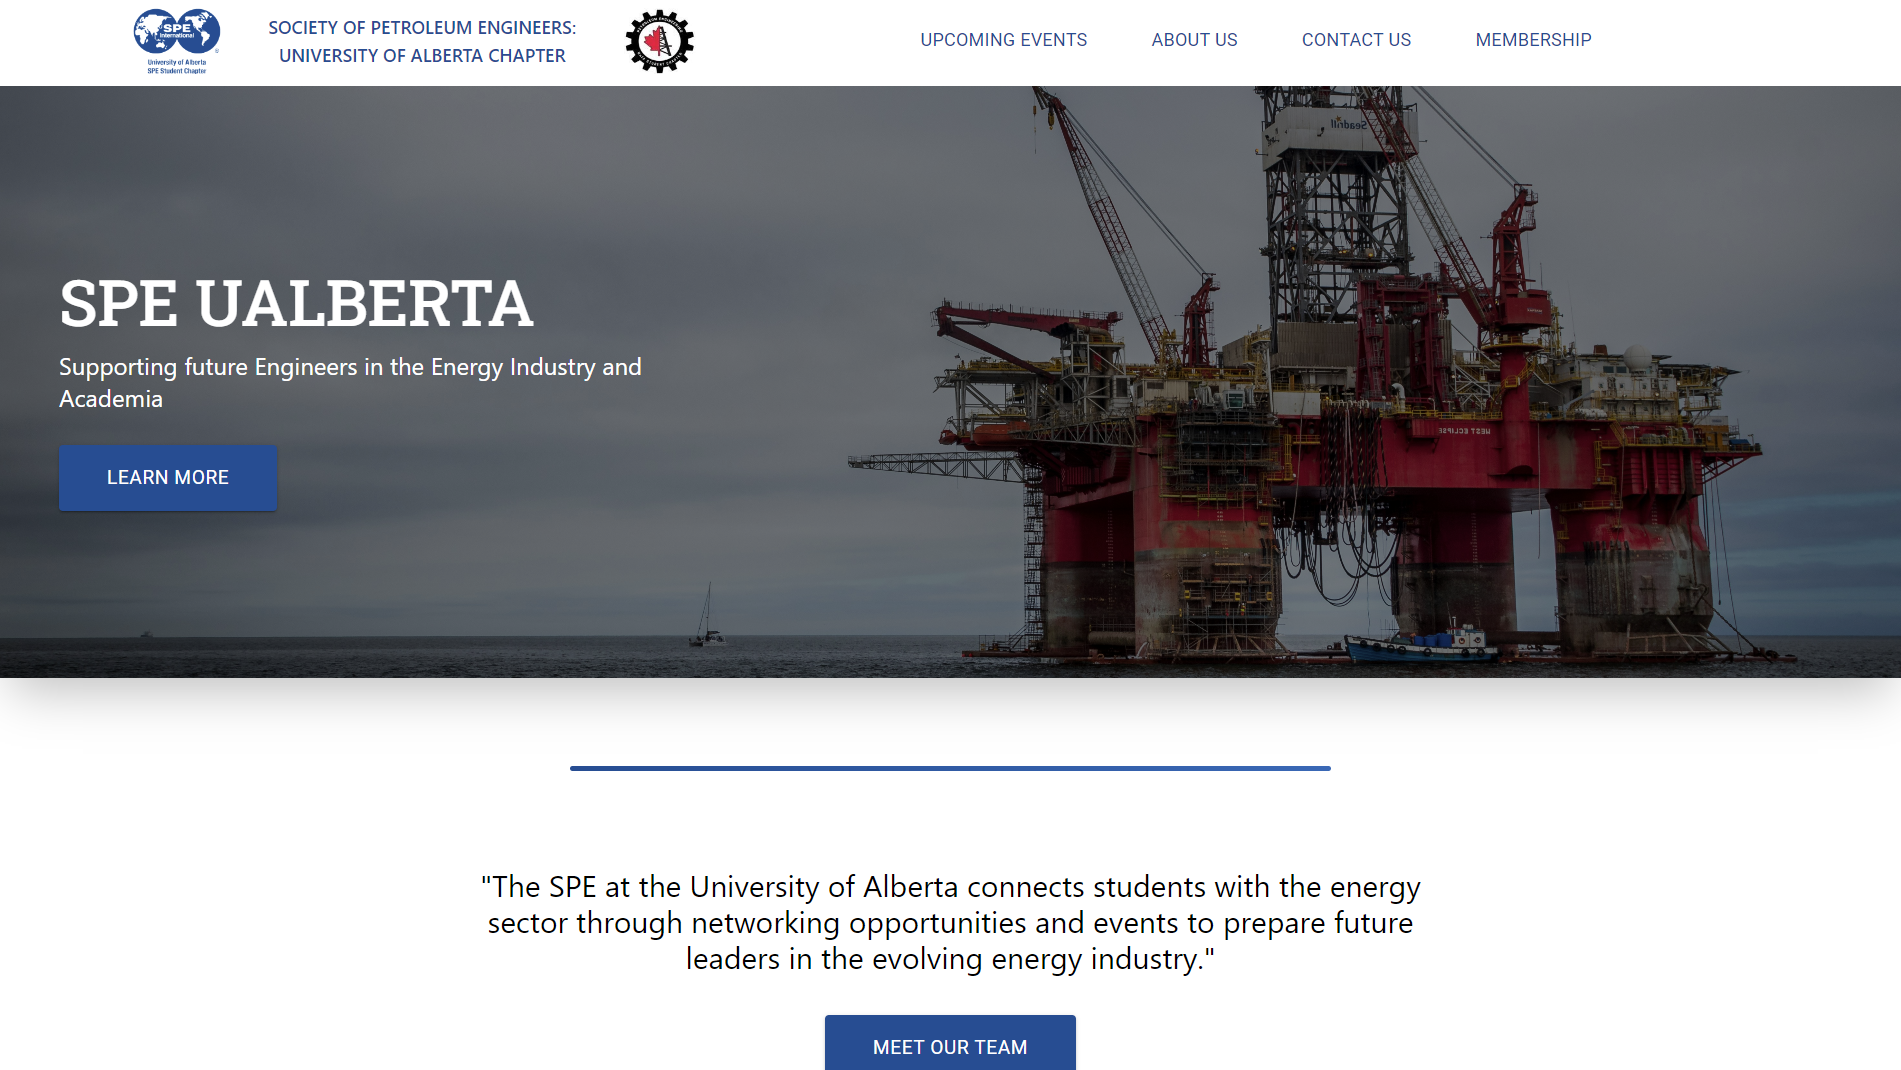 SPE
International
University of Alberta
SPE Student Chapter
SOCIETY OF PETROLEUM ENGINEERS:
UNIVERSITY OF ALBERTA CHAPTER
UPCOMING EVENTS
ABOUT US
CONTACT US
MEMBERSHIP
Seadrill
SPE UALBERTA
Supporting future Engineers in the Energy Industry and
Academia
LEARN MORE
WEST ECLIPSE
"The SPE at the University of Alberta connects students with the energy
sector through networking opportunities and events to prepare future
leaders in the evolving energy industry."
MEET OUR TEAM